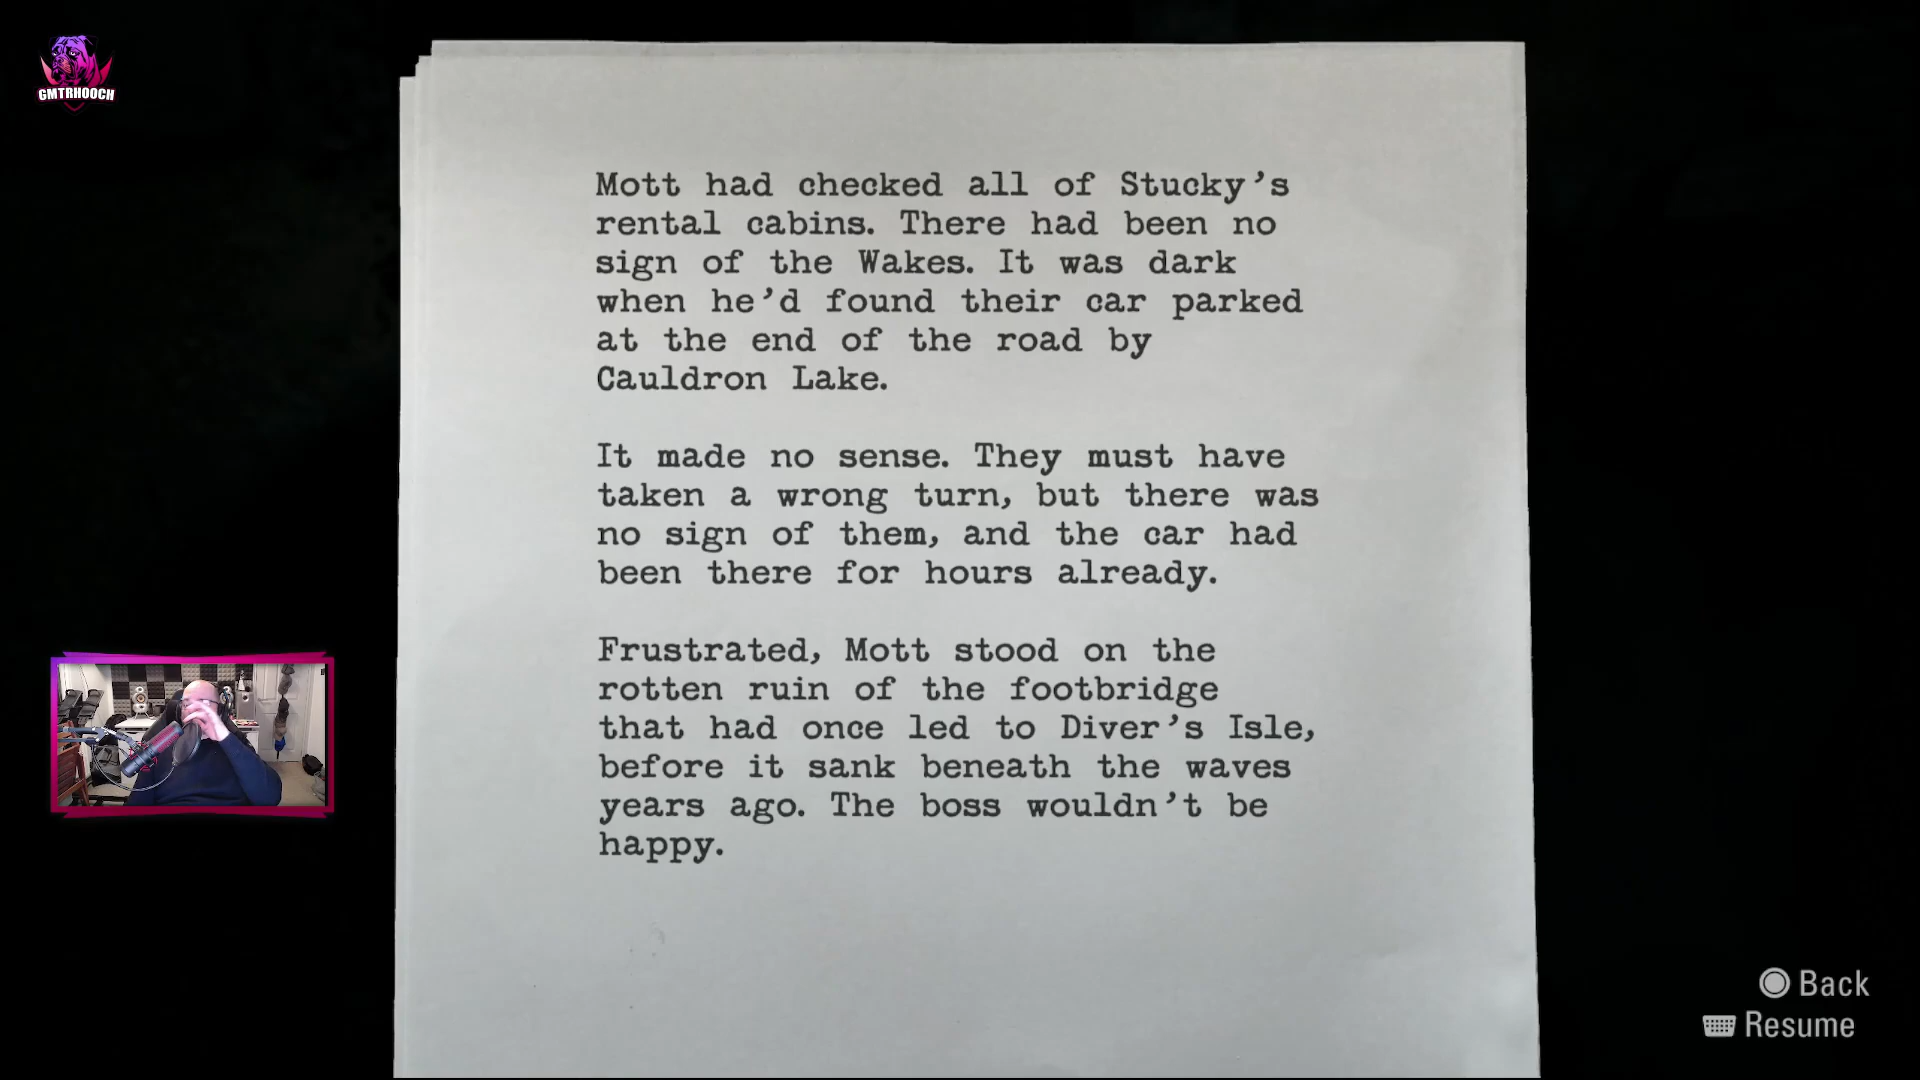 GMTRHOOCH
Mott had checked all of Stucky's
rental cabins. There had been no
sign of the Wakes. It was dark
when he'd found their car parked
at the end of the road by
Cauldron Lake.
It made no sense. They must have
taken a wrong turn, but there was
no sign of them, and the car had
been there for hours already.
Frustrated, Mott stood on the
rotten ruin of the footbridge
that had once led to Diver's Isle,
before it sank beneath the waves
years ago. The boss wouldn't be
happy.
Back
Resume